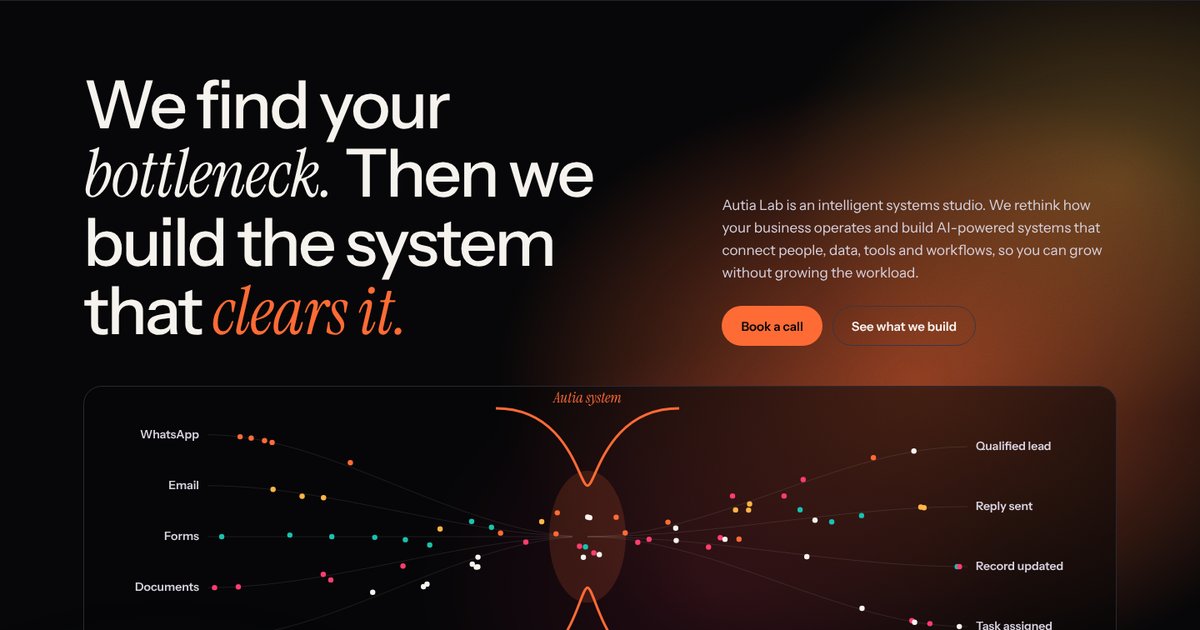 We find your
bottleneck. Then we
build the system
that clears it.
Autia Lab is an intelligent systems studio. We rethink how
your business operates and build AI-powered systems that
connect people, data, tools and workflows, so you can grow
without growing the workload.
Book a call
See what we build
Autia system
WhatsApp
Email
Forms
Documents
Qualified lead
Reply sent
Record updated
Task assigned